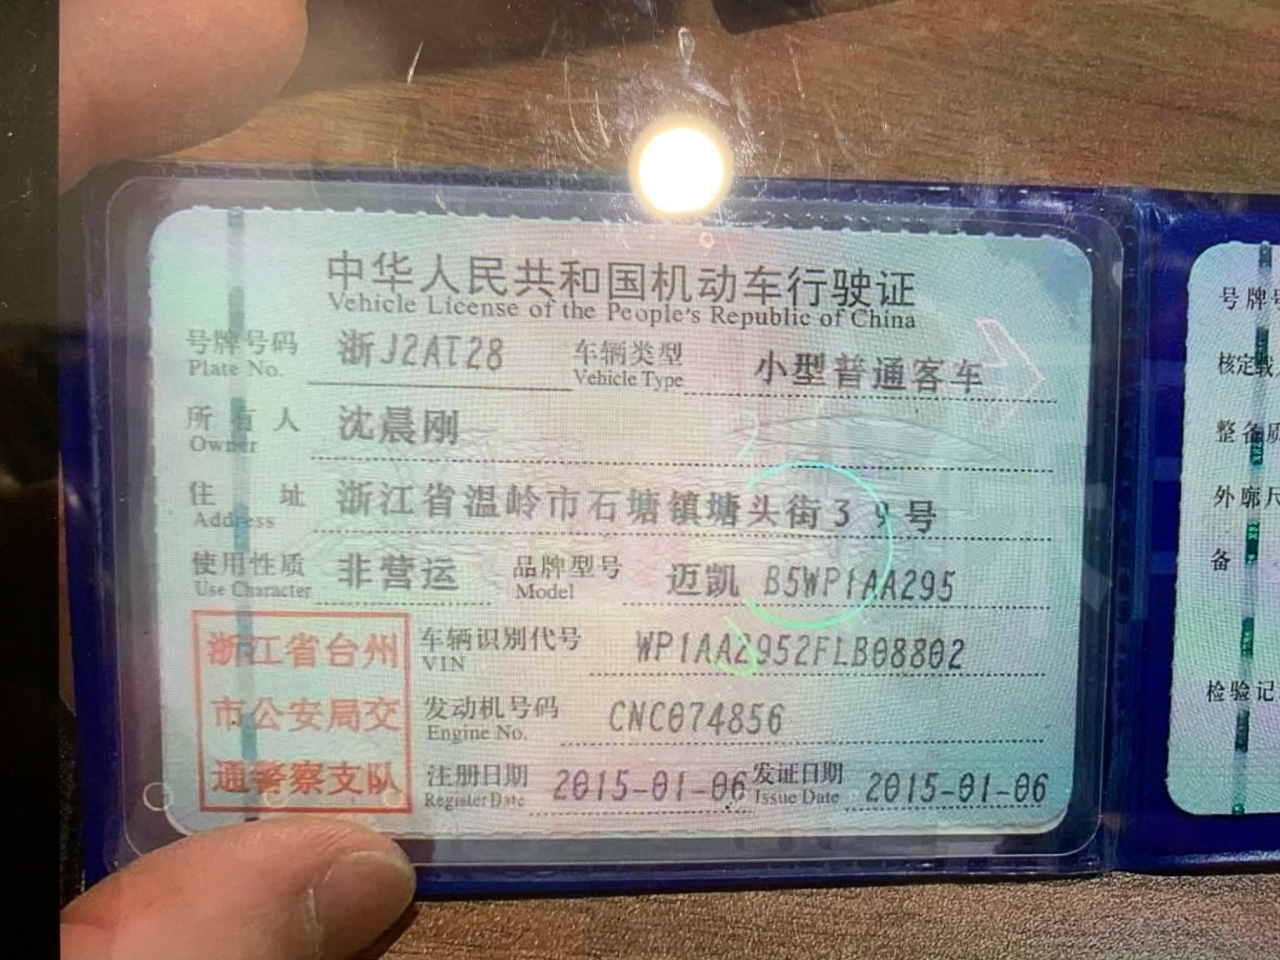 中华人民共和国机动车行驶证
Vehicle License of the People's Republic of China
号牌号码 浙J2AT28 车辆类型 小型普通客车
Plate No. Vehicle Type
所有人 沈晨刚
Owner
住址 浙江省温岭市石塘镇塘头街39号
Address
使用性质 非营运 品牌型号 迈凯 B5WP1AA295
Use Character Model
浙江省台州
市公安局交
通警察支队
车辆识别代号 WP1AA2952FLB08802
VIN
发动机号码 CNC074856
Engine No.
注册日期 2015-01-06 发证日期 2015-01-06
Register Date Issue Date
号牌号
核定载
整备质
外廓尺
备
检验记